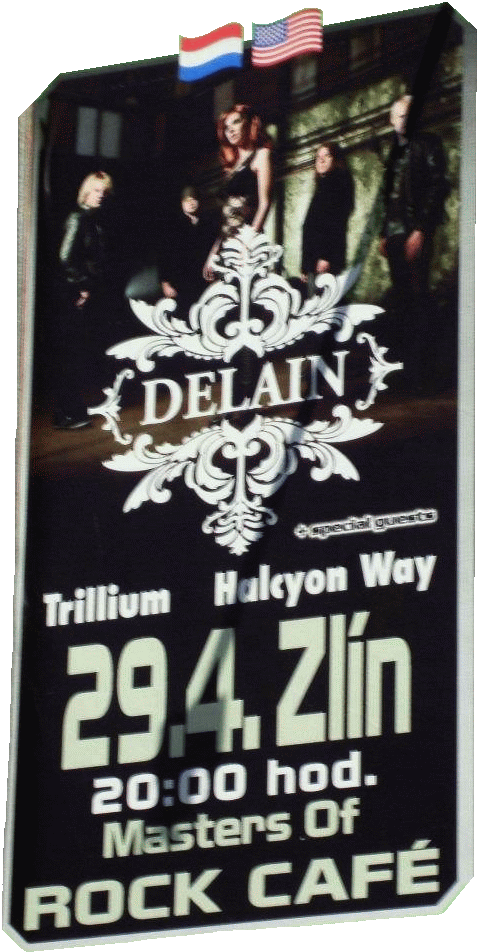 DELAIN
+ special guests
Trillium Halcyon Way
29.4. Zlín
20:00 hod.
Masters Of
ROCK CAFÉ